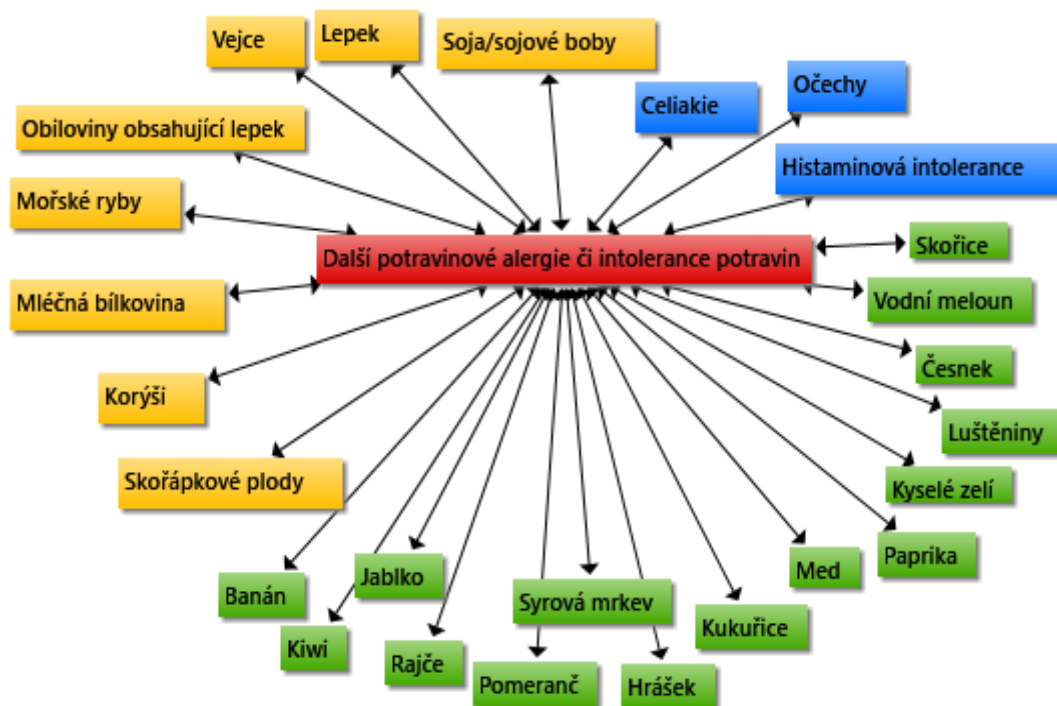 Vejce
Lepek
Soja/sojové boby
Celiakie
Očechy
Obiloviny obsahující lepek
Histaminová intolerance
Mořské ryby
Další potravinové alergie či intolerance potravin
Skořice
Mléčná bílkovina
Vodní meloun
Korýši
Česnek
Luštěniny
Skořápkové plody
Kyselé zelí
Banán
Jablko
Med
Paprika
Syrová mrkev
Kiwi
Rajče
Kukuřice
Pomeranč
Hrášek